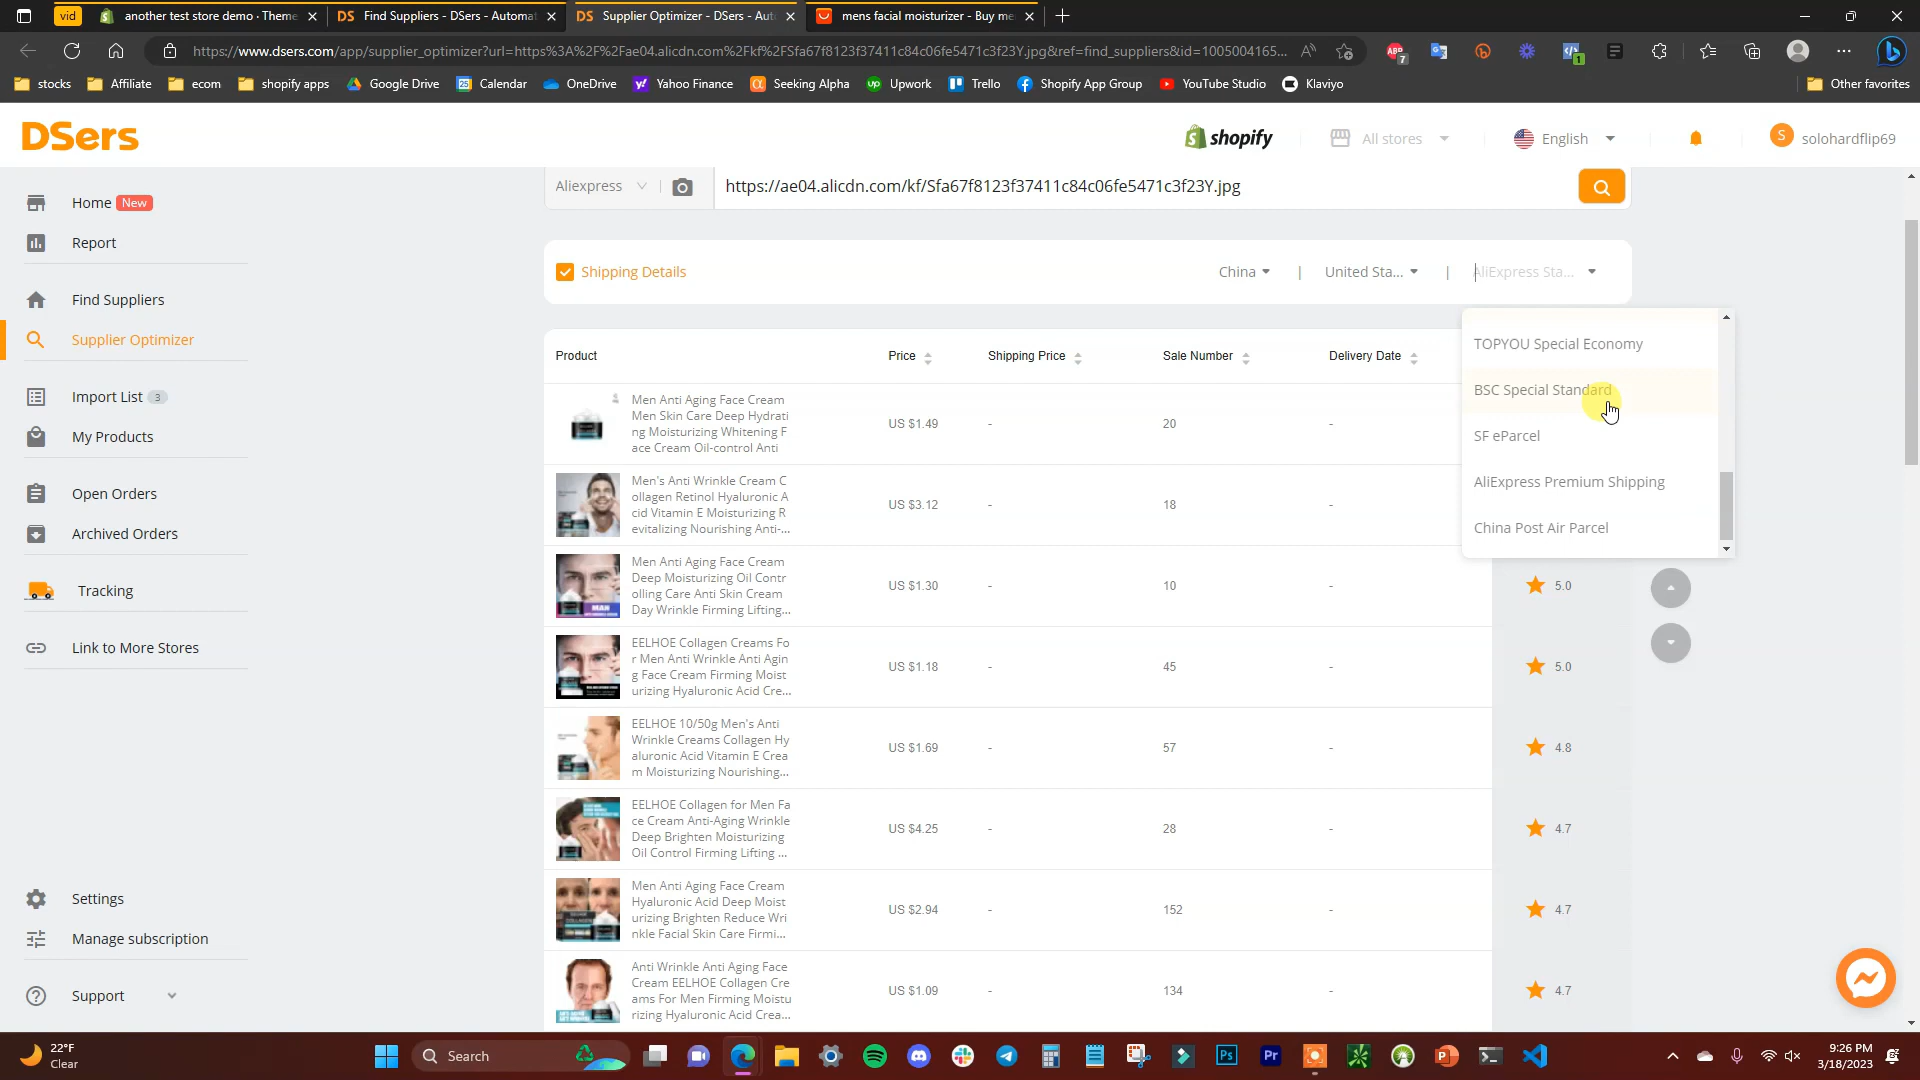 vid
another test store demo · Theme
DS Find Suppliers - DSers - Automat
DS Supplier Optimizer - DSers - Aut
mens facial moisturizer - Buy me
https://www.dsers.com/app/supplier_optimizer?url=https%3A%2F%2Fae04.alicdn.com%2Fkf%2FSfa67f8123f37411c84c06fe5471c3f23Y.jpg&ref=find_suppliers&id=1005004165...
ABP
7
1
stocks
Affiliate
ecom
shopify apps
Google Drive
Calendar
OneDrive
Yahoo Finance
Seeking Alpha
Upwork
Trello
Shopify App Group
YouTube Studio
Klaviyo
Other favorites
DSers
shopify
All stores
English
S
solohardflip69
Home New
Report
Find Suppliers
Supplier Optimizer
Import List 3
My Products
Open Orders
Archived Orders
Tracking
Link to More Stores
Settings
Manage subscription
Support
Aliexpress
https://ae04.alicdn.com/kf/Sfa67f8123f37411c84c06fe5471c3f23Y.jpg
Shipping Details
China
|
United Sta...
|
AliExpress Sta...
TOPYOU Special Economy
BSC Special Standard
SF eParcel
AliExpress Premium Shipping
China Post Air Parcel
Product
Price
Shipping Price
Sale Number
Delivery Date
Men Anti Aging Face Cream
Men Skin Care Deep Hydrati
ng Moisturizing Whitening F
ace Cream Oil-control Anti
US $1.49
-
20
-
Men's Anti Wrinkle Cream C
ollagen Retinol Hyaluronic A
cid Vitamin E Moisturizing R
evitalizing Nourishing Anti-...
US $3.12
-
18
-
Men Anti Aging Face Cream
Deep Moisturizing Oil Contr
olling Care Anti Skin Cream
Day Wrinkle Firming Lifting...
US $1.30
-
10
-
5.0
EELHOE Collagen Creams Fo
r Men Anti Wrinkle Anti Agin
g Face Cream Firming Moist
urizing Hyaluronic Acid Cre...
US $1.18
-
45
-
5.0
EELHOE 10/50g Men's Anti
Wrinkle Creams Collagen Hy
aluronic Acid Vitamin E Crea
m Moisturizing Nourishing...
US $1.69
-
57
-
4.8
EELHOE Collagen for Men Fa
ce Cream Anti-Aging Wrinkle
Deep Brighten Moisturizing
Oil Control Firming Lifting ...
US $4.25
-
28
-
4.7
Men Anti Aging Face Cream
Hyaluronic Acid Deep Moist
urizing Brighten Reduce Wri
nkle Facial Skin Care Firmi...
US $2.94
-
152
-
4.7
Anti Wrinkle Anti Aging Face
Cream EELHOE Collagen Cre
ams For Men Firming Moistu
rizing Hyaluronic Acid Crea...
US $1.09
-
134
-
4.7
22°F
Clear
Search
Ps
Pr
9:26 PM
3/18/2023